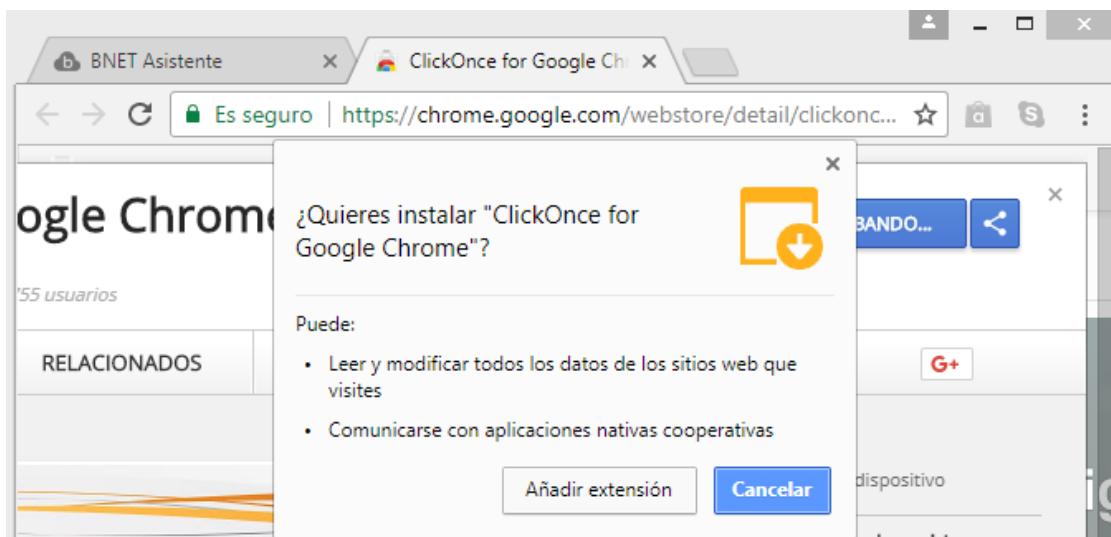 BNET Asistente
ClickOnce for Google Ch
Es seguro | https://chrome.google.com/webstore/detail/clickonc...
ogle Chrome
¿Quieres instalar "ClickOnce for
Google Chrome"?
BANDO...
755 usuarios
Puede:
RELACIONADOS
• Leer y modificar todos los datos de los sitios web que
visites
G+
• Comunicarse con aplicaciones nativas cooperativas
Añadir extensión
Cancelar
dispositivo